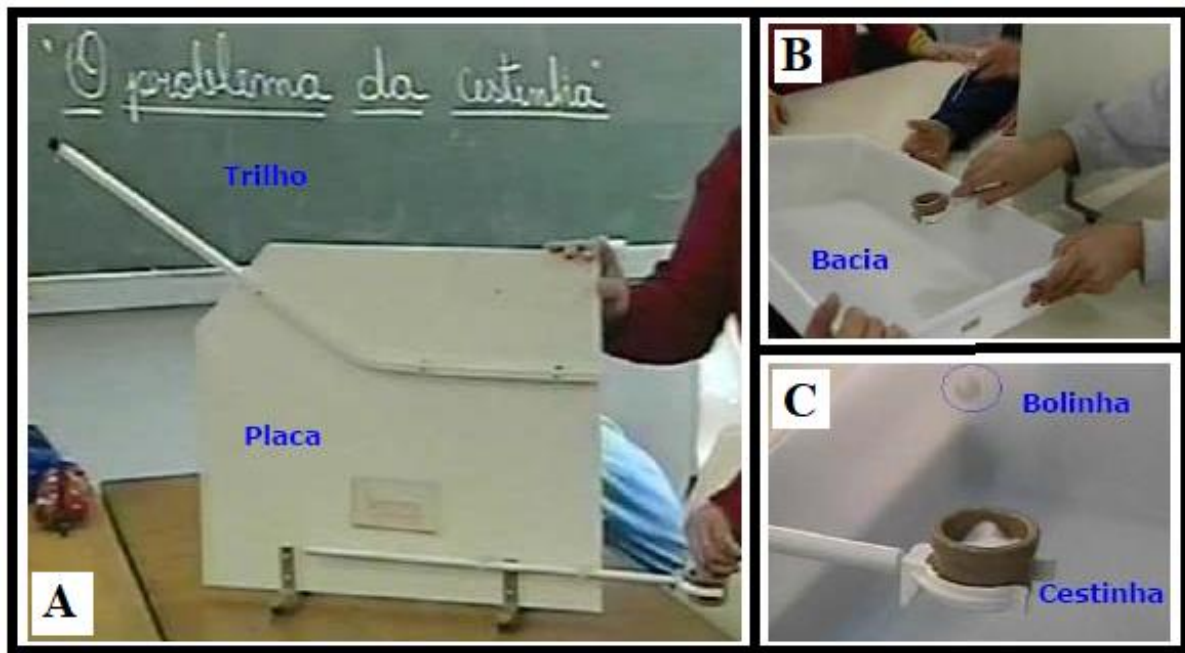 "O problema da cestinha"
Trilho
Placa
A
B
Bacia
C
Bolinha
Cestinha